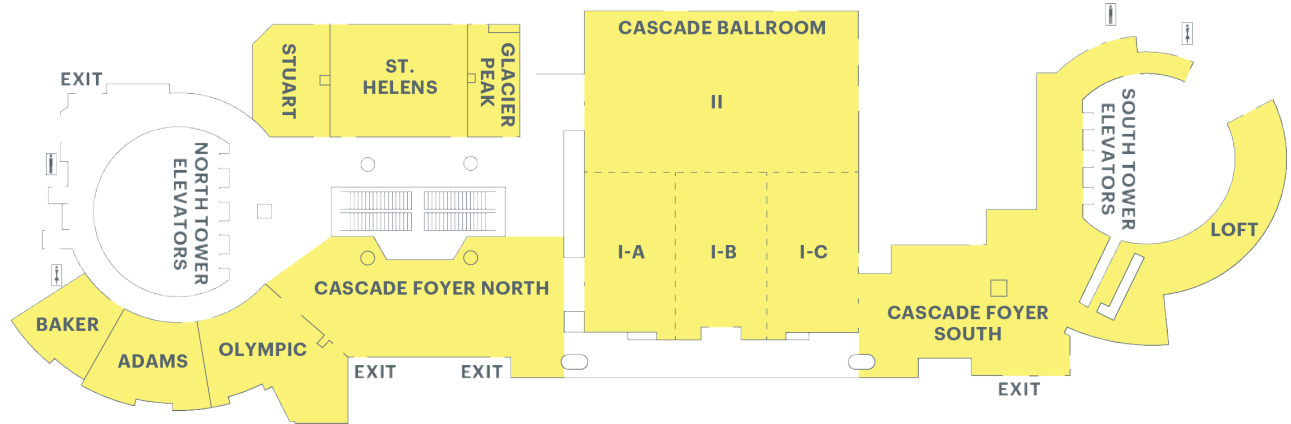 CASCADE BALLROOM
STUART
ST.
HELENS
GLACIER
PEAK
EXIT
II
SOUTH TOWER
ELEVATORS
NORTH TOWER
ELEVATORS
LOFT
I-A
I-B
I-C
CASCADE FOYER NORTH
CASCADE FOYER
SOUTH
BAKER
ADAMS
OLYMPIC
EXIT
EXIT
EXIT